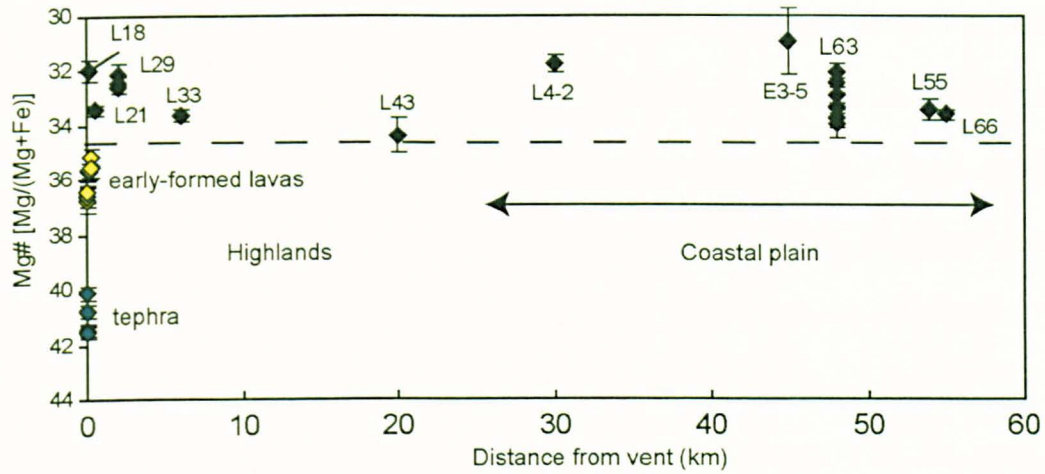 30
32
34
36
38
40
42
44
Mg# [Mg/(Mg+Fe)]
L18
L29
L21
L33
L43
L4-2
E3-5
L63
L55
L66
early-formed lavas
Highlands
Coastal plain
tephra
0
10
20
30
40
50
60
Distance from vent (km)